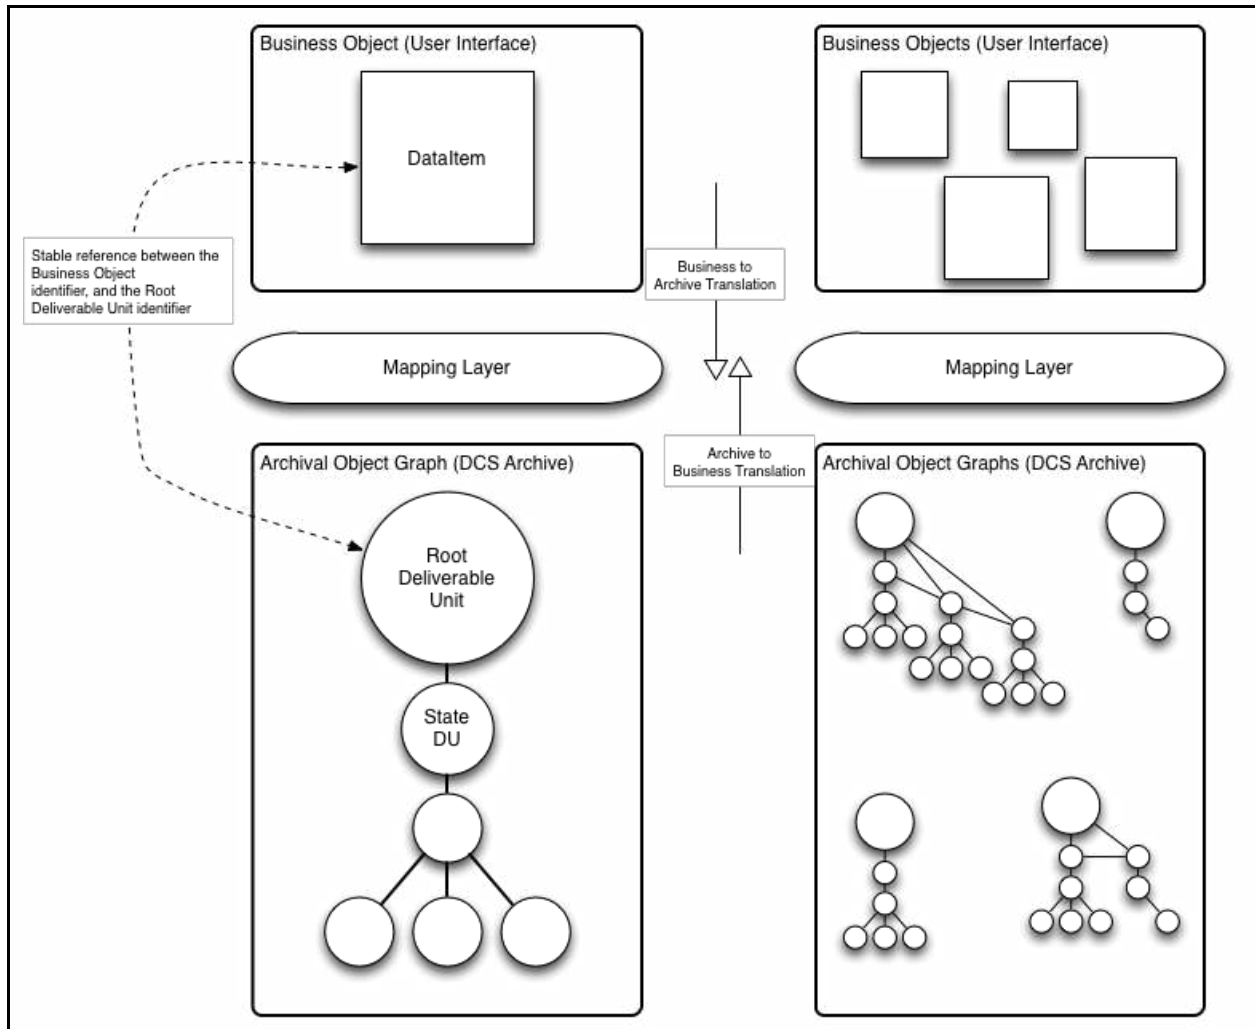 Business Object (User Interface)
DataItem
Stable reference between the
Business Object
identifier, and the Root
Deliverable Unit identifier
Mapping Layer
Archival Object Graph (DCS Archive)
Root
Deliverable
Unit
State
DU
Business to
Archive Translation
Archive to
Business Translation
Business Objects (User Interface)
Mapping Layer
Archival Object Graphs (DCS Archive)